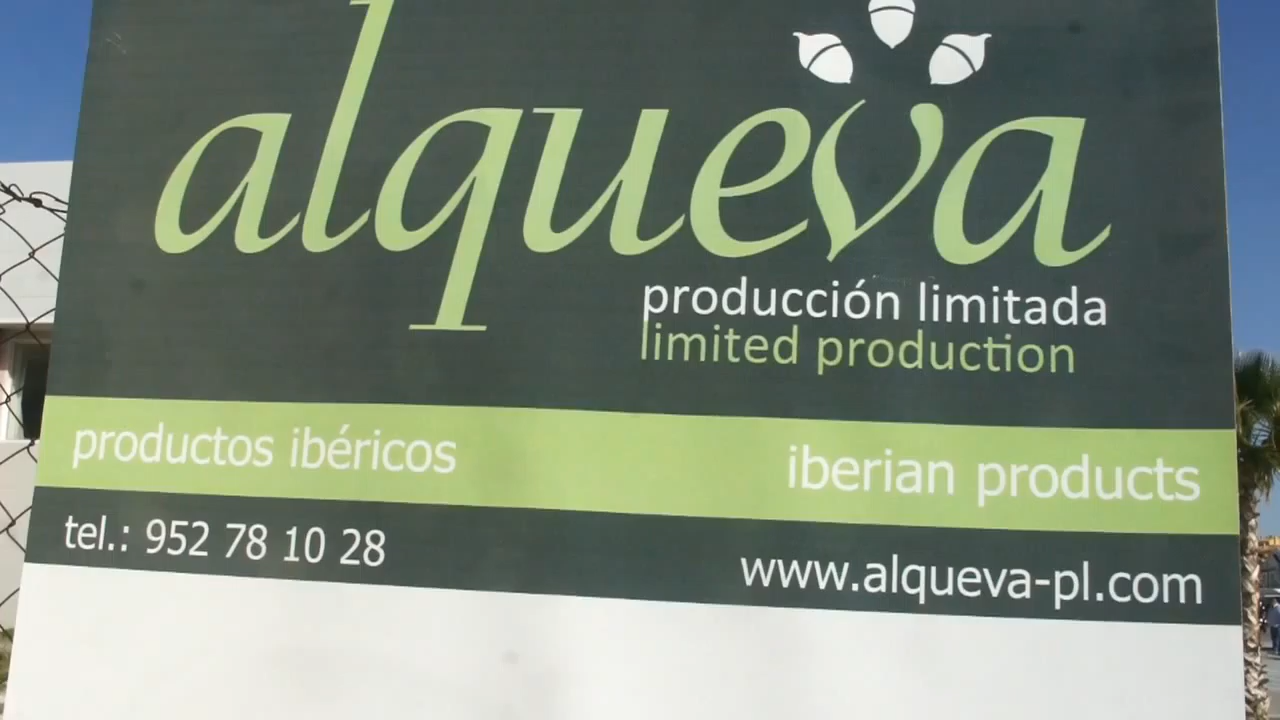 alqueva
producción limitada
limited production
productos ibéricos
iberian products
tel.: 952 78 10 28
www.alqueva-pl.com